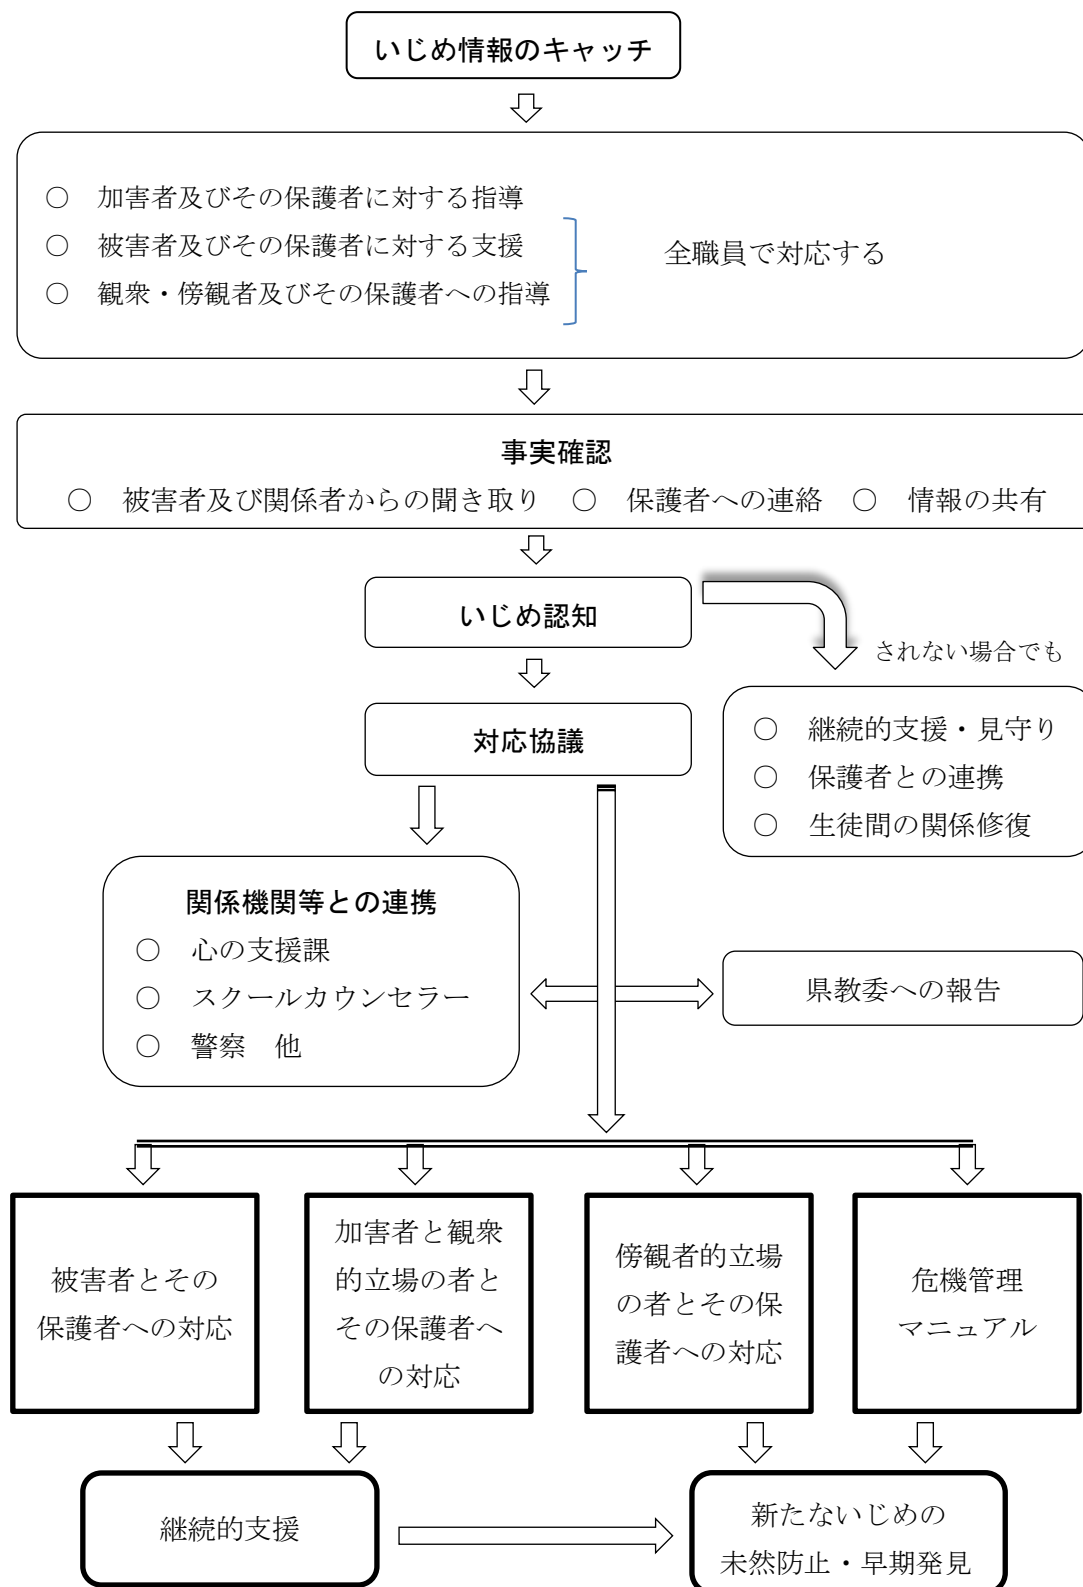 いじめ情報のキャッチ
○ 加害者及びその保護者に対する指導
○ 被害者及びその保護者に対する支援
○ 観衆・傍観者及びその保護者への指導
全職員で対応する
事実確認
○ 被害者及び関係者からの聞き取り ○ 保護者への連絡 ○ 情報の共有
いじめ認知
されない場合でも
対応協議
○ 継続的支援・見守り
○ 保護者との連携
○ 生徒間の関係修復
関係機関等との連携
○ 心の支援課
○ スクールカウンセラー
○ 警察 他
県教委への報告
被害者とその
保護者への対応
加害者と観衆
的立場の者と
その保護者へ
の対応
傍観者的立場
の者とその保
護者への対応
危機管理
マニュアル
継続的支援
新たないじめの
未然防止・早期発見